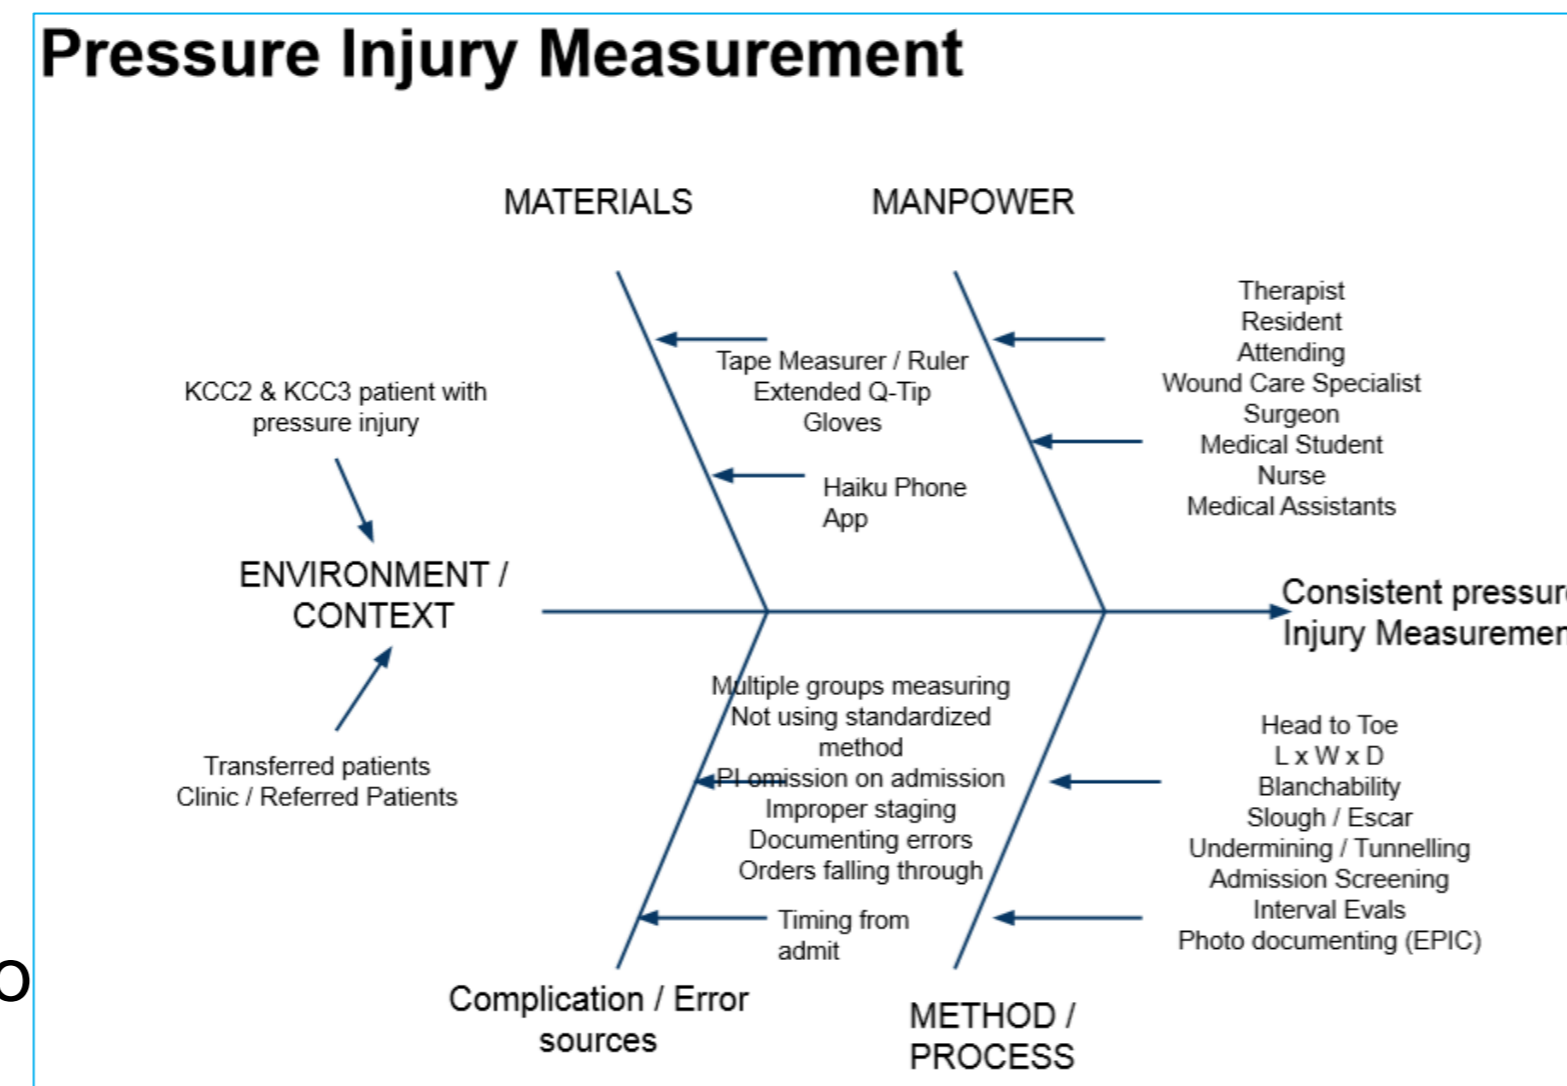 Pressure Injury Measurement
MATERIALS
MANPOWER
Tape Measurer / Ruler
Extended Q-Tip
Gloves
Haiku Phone
App
Therapist
Resident
Attending
Wound Care Specialist
Surgeon
Medical Student
Nurse
Medical Assistants
KCC2 & KCC3 patient with
pressure injury
ENVIRONMENT /
CONTEXT
Transferred patients
Clinic / Referred Patients
Consistent
Injury
Multiple groups measuring
Not using standardized
method
PI omission on admission
Improper staging
Documenting errors
Orders falling through
Timing from
admit
Complication / Error
sources
Head to Toe
L x W x D
Blanchability
Slough / Escar
Undermining / Tunnelling
Admission Screening
Interval Evals
Photo documenting (EPIC)
METHOD /
PROCESS